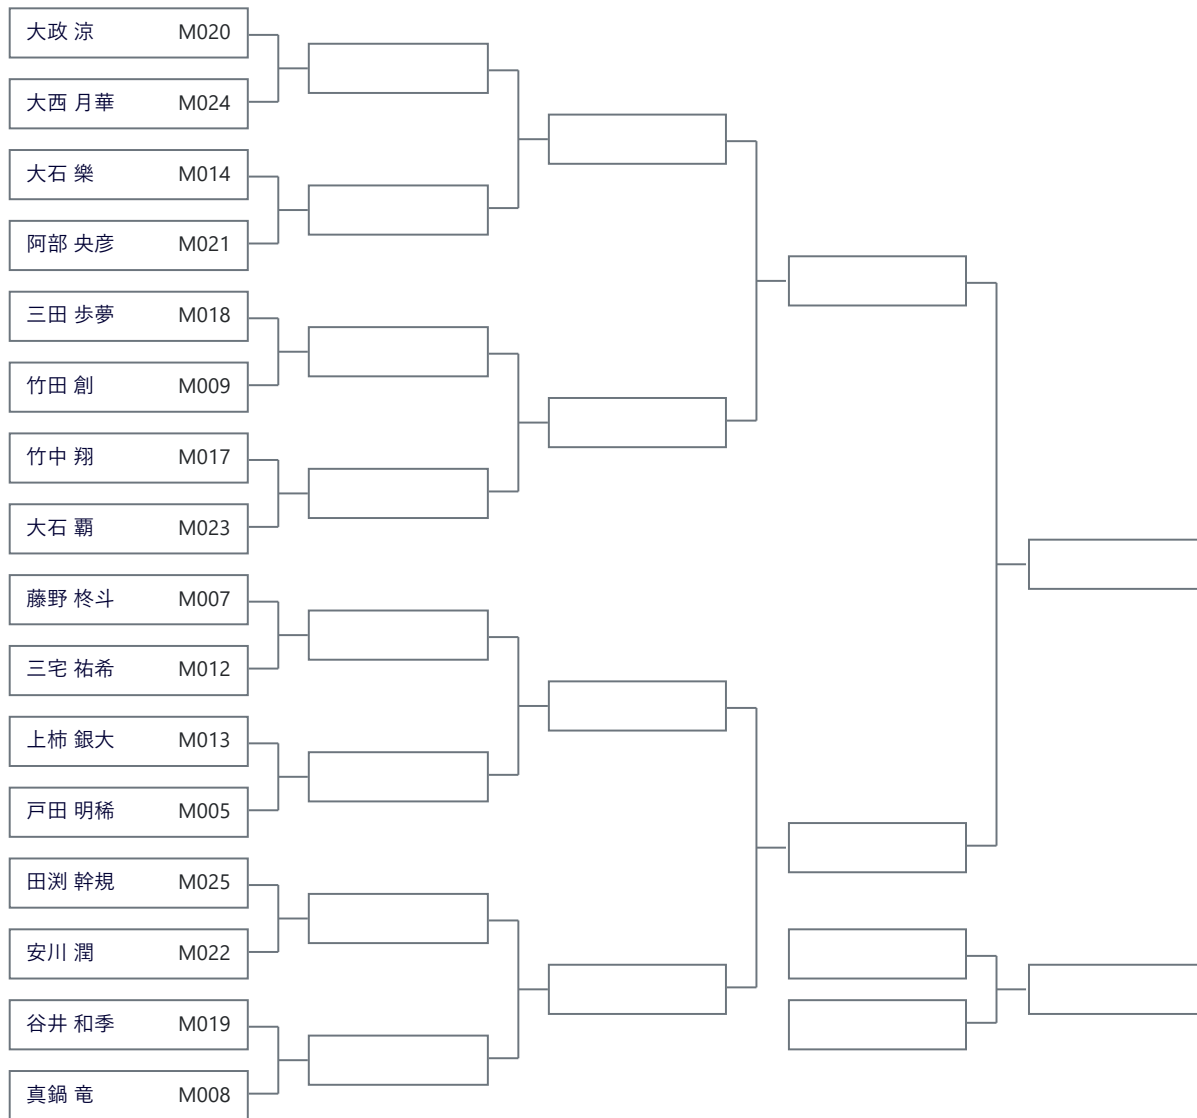 大政 涼 M020
大西 月華 M024
大石 樂 M014
阿部 央彦 M021
三田 歩夢 M018
竹田 創 M009
竹中 翔 M017
大石 覇 M023
藤野 柊斗 M007
三宅 祐希 M012
上柿 銀大 M013
戸田 明稀 M005
田渕 幹規 M025
安川 潤 M022
谷井 和季 M019
真鍋 竜 M008